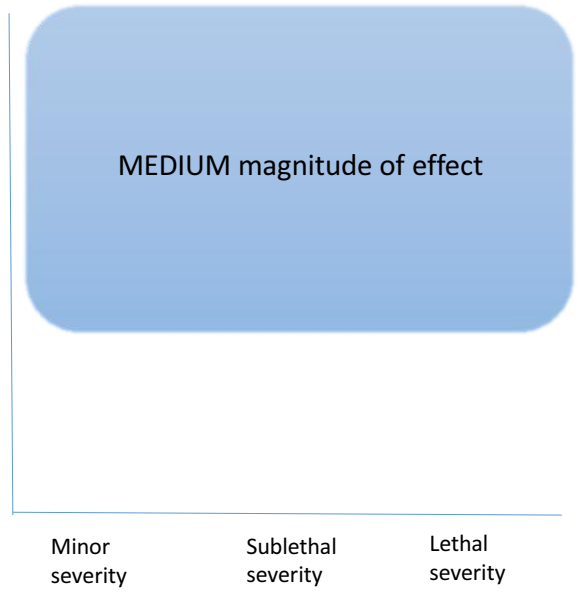 MEDIUM magnitude of effect
Minor
severity
Sublethal
severity
Lethal
severity